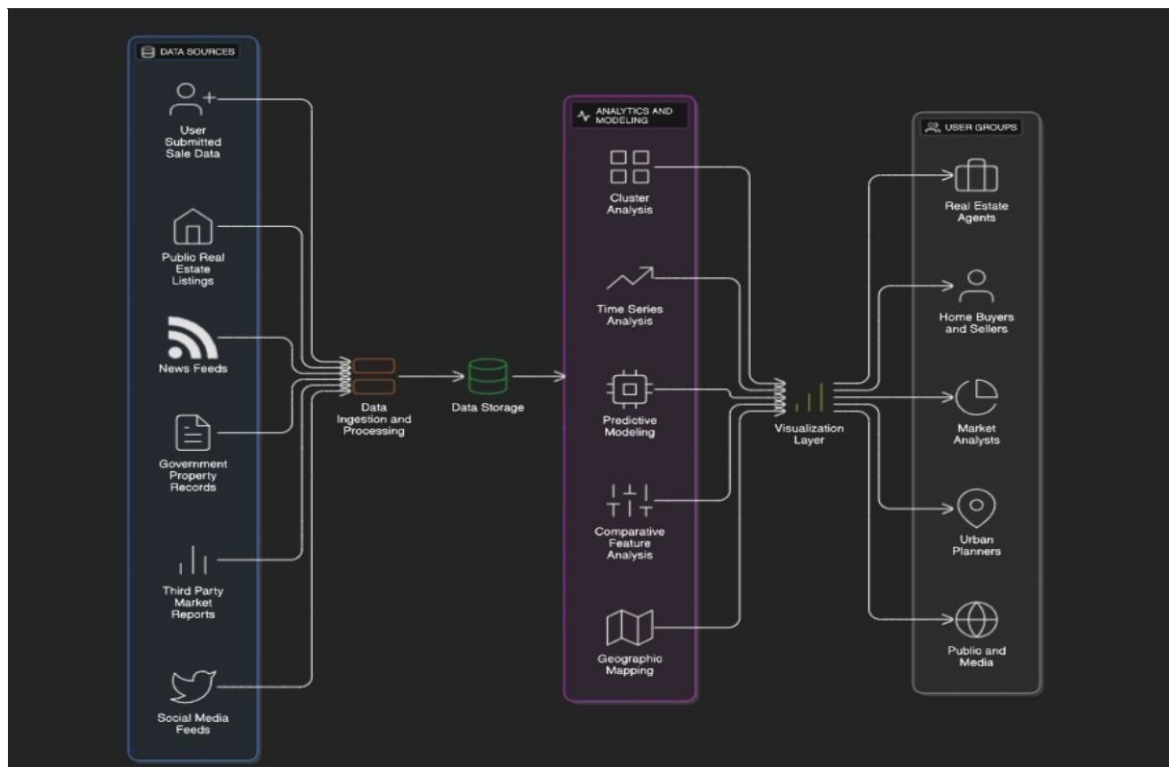 DATA SOURCES
User
Submitted
Sale Data
Public Real
Estate
Listings
News Feeds
Government
Property
Records
Third Party
Market
Reports
Social Media
Feeds
Data
Ingestion and
Processing
Data Storage
ANALYTICS AND
MODELING
Cluster
Analysis
Time Series
Analysis
Predictive
Modeling
Comparative
Feature
Analysis
Geographic
Mapping
Visualization
Layer
USER GROUPS
Real Estate
Agents
Home Buyers
and Sellers
Market
Analysts
Urban
Planners
Public and
Media